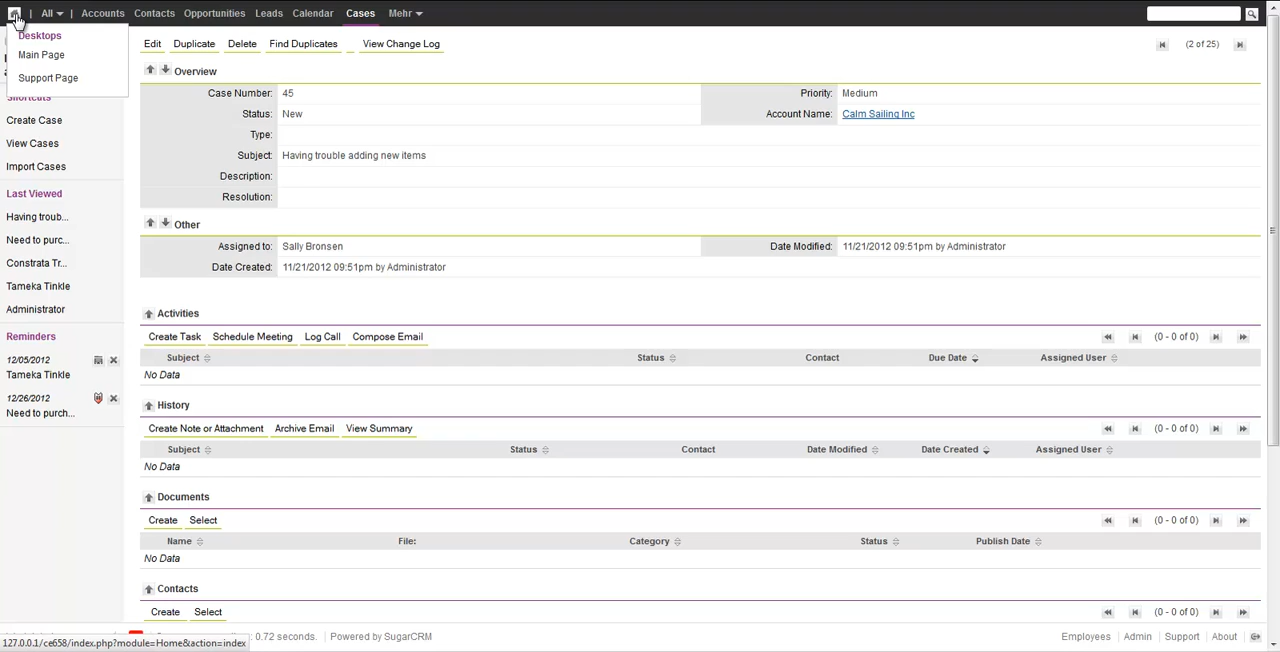 All | Accounts Contacts Opportunities Leads Calendar Cases Mehr
Desktops
Main Page
Support Page
Shortcuts
Create Case
View Cases
Import Cases
Last Viewed
Having troub...
Need to purc...
Constrata Tr...
Tameka Tinkle
Administrator
Reminders
12/05/2012
Tameka Tinkle
12/26/2012
Need to purch...
Edit Duplicate Delete Find Duplicates View Change Log (2 of 25)
Overview
Case Number: 45 Priority: Medium
Status: New Account Name: Calm Sailing Inc
Type:
Subject: Having trouble adding new items
Description:
Resolution:
Other
Assigned to: Sally Bronsen Date Modified: 11/21/2012 09:51pm by Administrator
Date Created: 11/21/2012 09:51pm by Administrator
Activities
Create Task Schedule Meeting Log Call Compose Email (0 - 0 of 0)
Subject Status Contact Due Date Assigned User
No Data
History
Create Note or Attachment Archive Email View Summary (0 - 0 of 0)
Subject Status Contact Date Modified Date Created Assigned User
No Data
Documents
Create Select (0 - 0 of 0)
Name File: Category Status Publish Date
No Data
Contacts
Create Select (0 - 0 of 0)
: 0.72 seconds. | Powered by SugarCRM Employees | Admin | Support | About |
127.0.0.1/ce658/index.php?module=Home&action=index